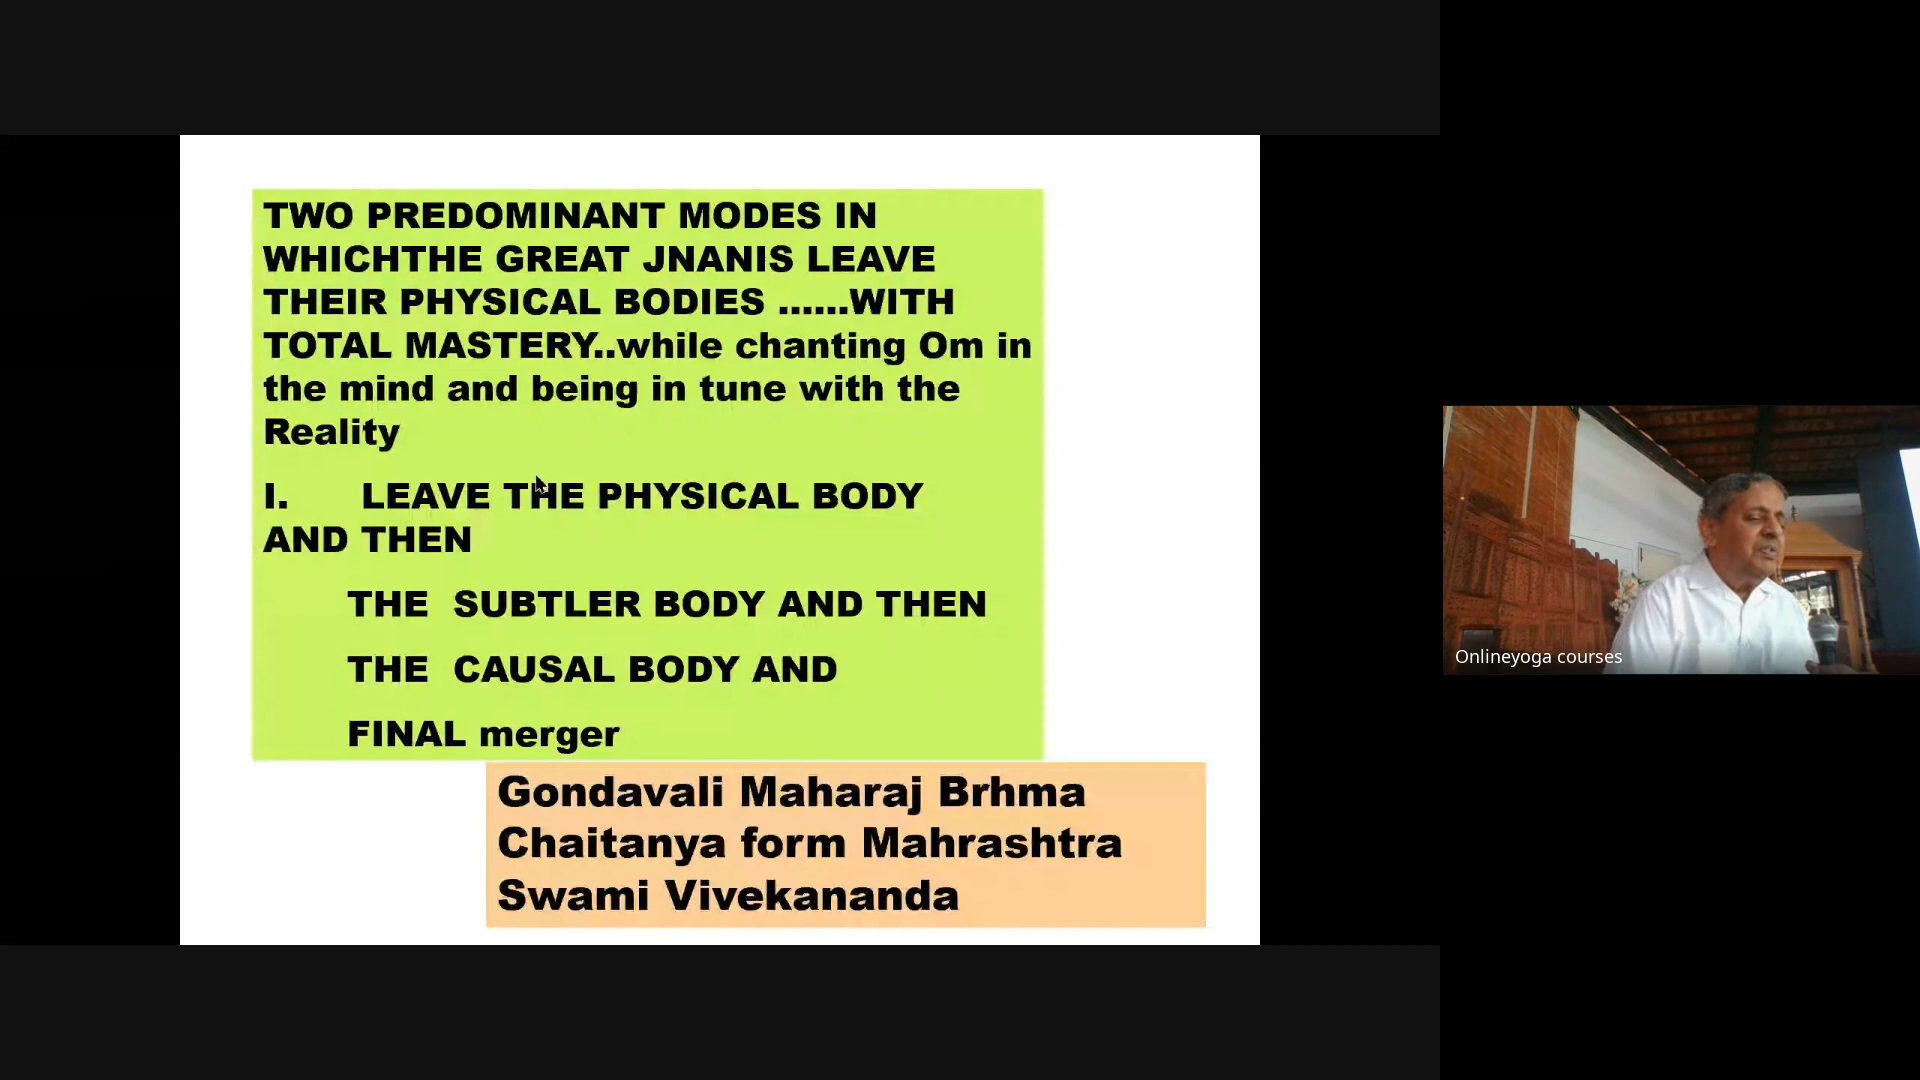 TWO PREDOMINANT MODES IN
WHICHTHE GREAT JNANIS LEAVE
THEIR PHYSICAL BODIES ......WITH
TOTAL MASTERY..while chanting Om in
the mind and being in tune with the
Reality
I. LEAVE THE PHYSICAL BODY
AND THEN
THE SUBTLER BODY AND THEN
THE CAUSAL BODY AND
FINAL merger
Gondavali Maharaj Brhma
Chaitanya form Mahrashtra
Swami Vivekananda
Onlineyoga courses